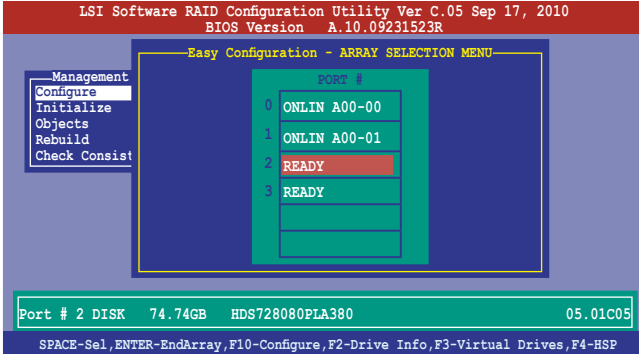 LSI Software RAID Configuration Utility Ver C.05 Sep 17, 2010
BIOS Version A.10.09231523R
Easy Configuration - ARRAY SELECTION MENU
Management
Configure
Initialize
Objects
Rebuild
Check Consist
PORT #
0 ONLIN A00-00
1 ONLIN A00-01
2 READY
3 READY
Port # 2 DISK 74.74GB HDS728080PLA380 05.01C05
SPACE-Sel,ENTER-EndArray,F10-Configure,F2-Drive Info,F3-Virtual Drives,F4-HSP